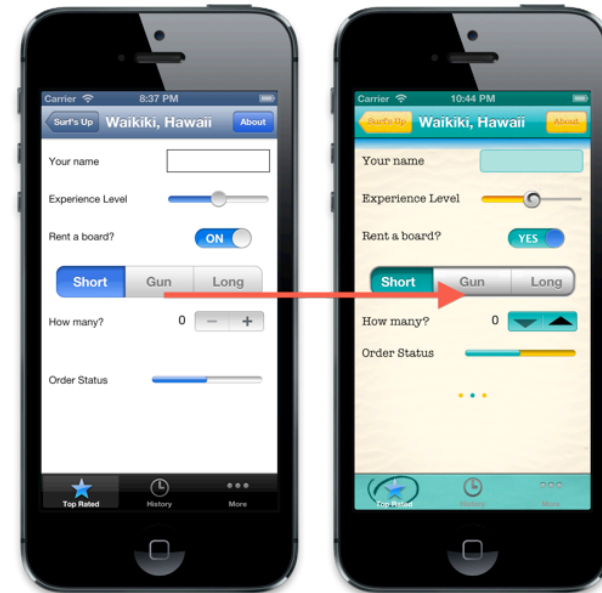 Carrier 8:37 PM
Surf's Up Waikiki, Hawaii About
Your name
Experience Level
Rent a board? ON
Short Gun Long
How many? 0 − +
Order Status
Top Rated History More
Carrier 10:44 PM
Surf's Up Waikiki, Hawaii About
Your name
Experience Level
Rent a board? YES
Short Gun Long
How many? 0
Order Status
Top Rated History More